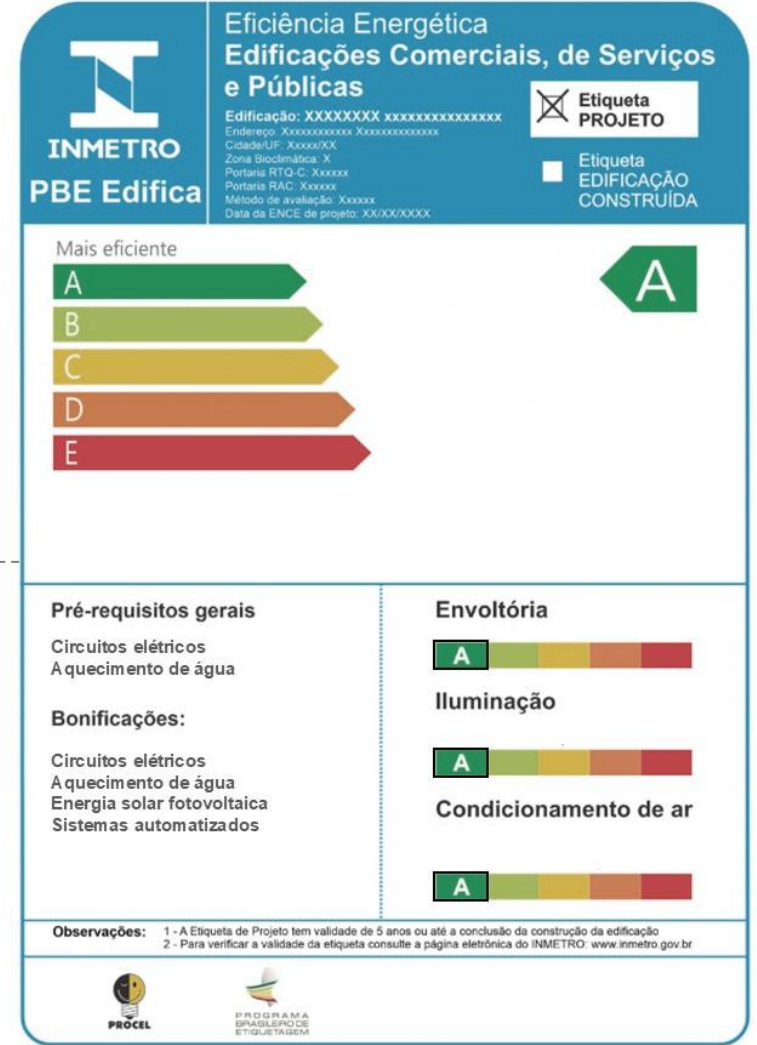 Eficiência Energética
Edificações Comerciais, de Serviços
e Públicas
INMETRO
PBE Edifica
Edificação: XXXXXXXX xxxxxxxxxxxxxxx
Endereço: Xxxxxxxxxxx Xxxxxxxxxxxxxx
Cidade/UF: Xxxxx/XX
Zona Bioclimática: X
Portaria RTQ-C: Xxxxxx
Portaria RAC: Xxxxxx
Método de avaliação: Xxxxxx
Data da ENCE de projeto: XX/XX/XXXX
Etiqueta
PROJETO
Etiqueta
EDIFICAÇÃO
CONSTRUÍDA
Mais eficiente
A
B
C
D
E
A
Pré-requisitos gerais
Circuitos elétricos
Aquecimento de água
Bonificações:
Circuitos elétricos
Aquecimento de água
Energia solar fotovoltaica
Sistemas automatizados
Envoltória
A
Iluminação
A
Condicionamento de ar
A
Observações: 1 - A Etiqueta de Projeto tem validade de 5 anos ou até a conclusão da construção da edificação
2 - Para verificar a validade da etiqueta consulte a página eletrônica do INMETRO: www.inmetro.gov.br
PROCEL
PROGRAMA
BRASILEIRO DE
ETIQUETAGEM